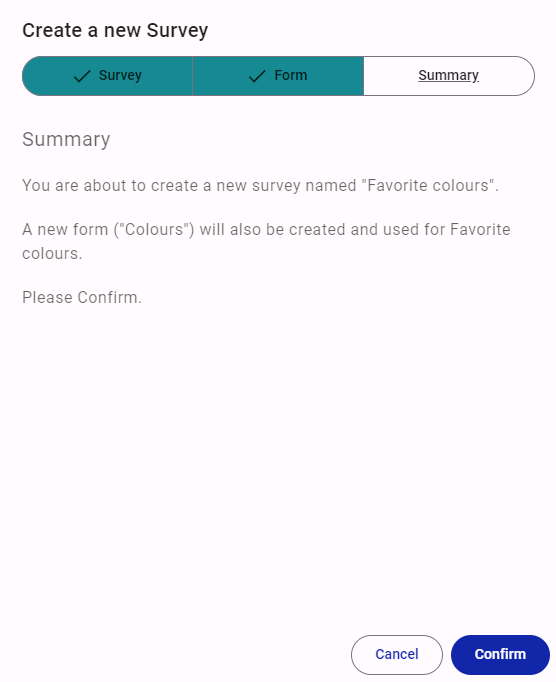 Create a new Survey
Survey
Form
Summary
Summary
You are about to create a new survey named "Favorite colours".
A new form ("Colours") will also be created and used for Favorite
colours.
Please Confirm.
Cancel
Confirm